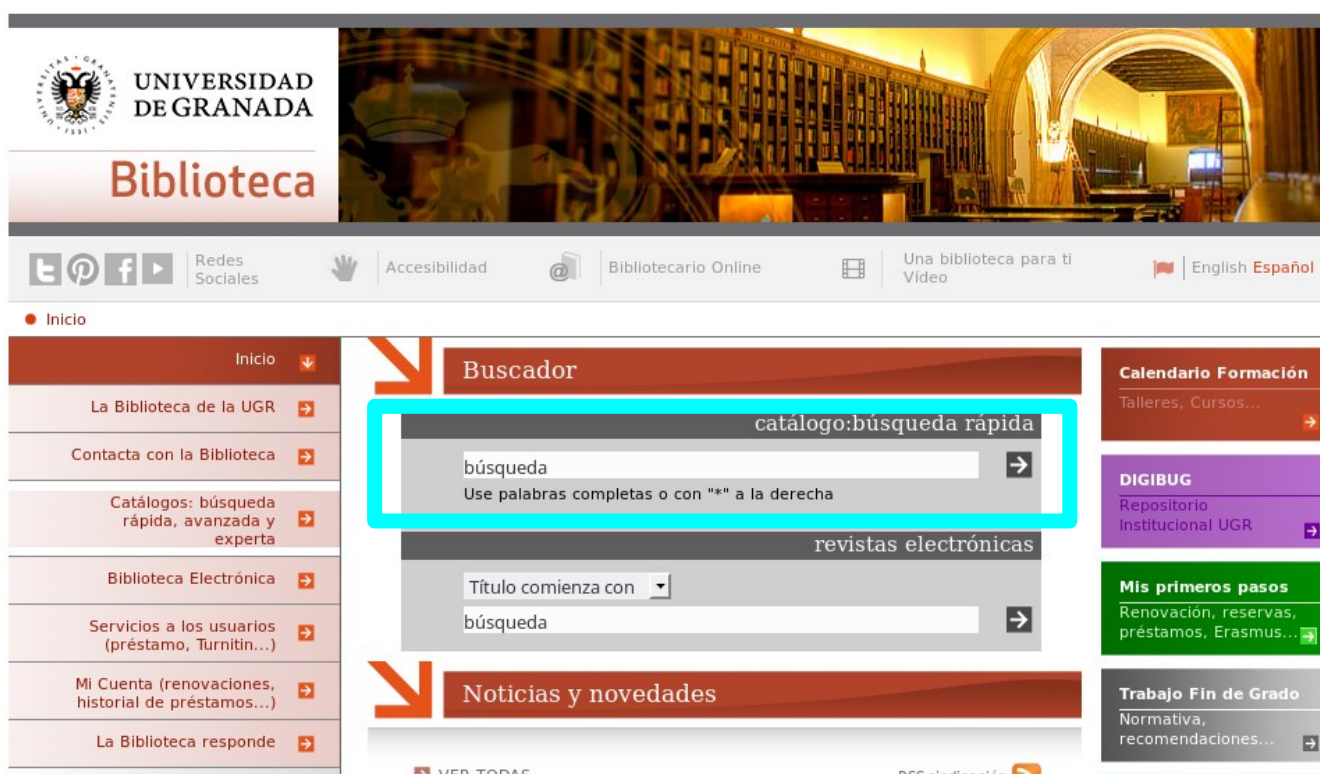 UNIVERSIDAD
DE GRANADA
Biblioteca
Redes
Sociales
Accesibilidad
Bibliotecario Online
Una biblioteca para ti
Vídeo
English Español
Inicio
Inicio
La Biblioteca de la UGR
Contacta con la Biblioteca
Catálogos: búsqueda
rápida, avanzada y
experta
Biblioteca Electrónica
Servicios a los usuarios
(préstamo, Turnitin...)
Mi Cuenta (renovaciones,
historial de préstamos...)
La Biblioteca responde
Buscador
catálogo:búsqueda rápida
búsqueda
Use palabras completas o con "*" a la derecha
revistas electrónicas
Título comienza con
búsqueda
Noticias y novedades
VER TODAS
Calendario Formación
Talleres, Cursos...
DIGIBUG
Repositorio
Institucional UGR
Mis primeros pasos
Renovación, reservas,
préstamos, Erasmus...
Trabajo Fin de Grado
Normativa,
recomendaciones...